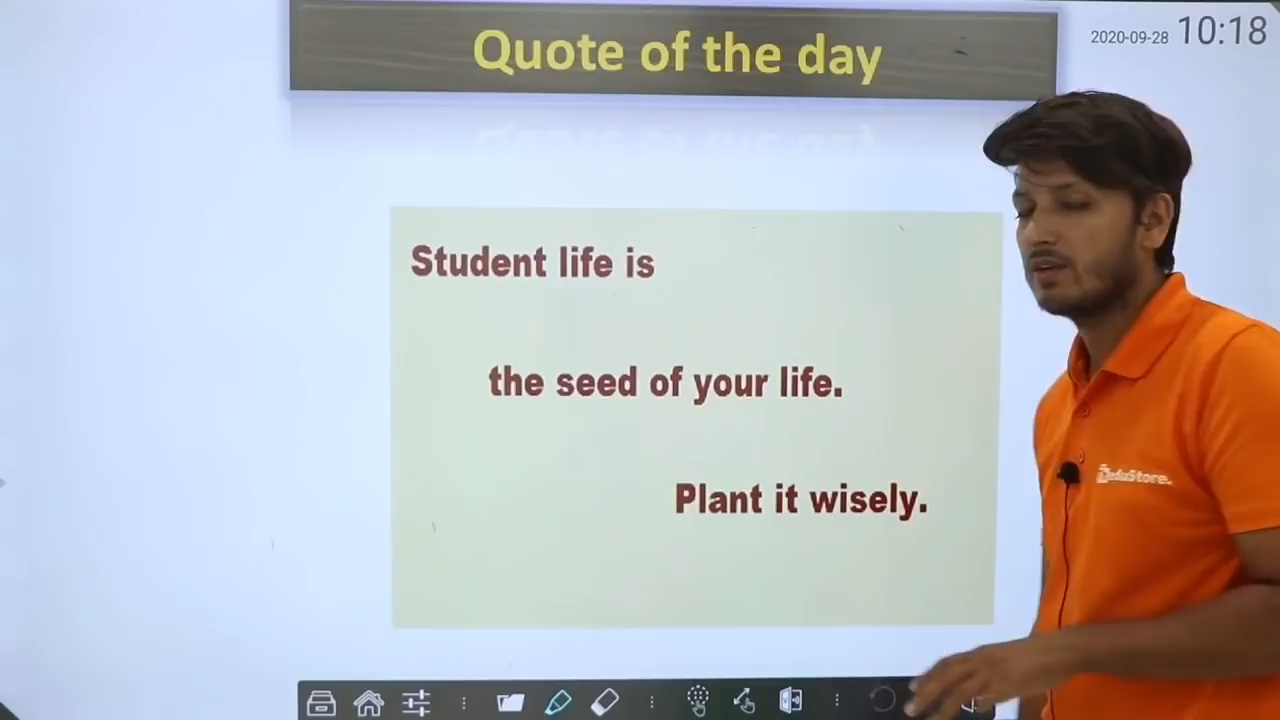 Quote of the day
2020-09-28 10:18
Student life is
the seed of your life.
Plant it wisely.